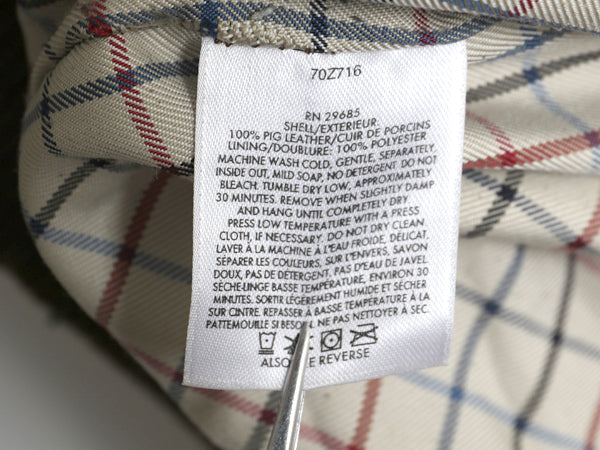 70Z716
RN 29685
SHELL/EXTERIEUR:
100% PIG LEATHER/CUIR DE PORCINS
LINING/DOUBLURE: 100% POLYESTER
MACHINE WASH COLD, GENTLE, SEPARATELY,
INSIDE OUT, MILD SOAP, NO DETERGENT DO NOT
BLEACH. TUMBLE DRY LOW, APPROXIMATELY
30 MINUTES. REMOVE WHEN SLIGHTLY DAMP
AND HANG UNTIL COMPLETELY DRY
PRESS LOW TEMPERATURE WITH A PRESS
CLOTH, IF NECESSARY. DO NOT DRY CLEAN.
LAVER À LA MACHINE À L'EAU FROIDE, DÉLICAT,
SÉPARER LES COULEURS, SUR L'ENVERS, SAVON
DOUX, PAS DE DÉTERGENT, PAS D'EAU DE JAVEL
SÈCHE-LINGE BASSE TEMPÉRATURE, ENVIRON 30
MINUTES. SORTIR LÉGÈREMENT HUMIDE ET SÉCHER
SUR CINTRE. REPASSER À BASSE TEMPÉRATURE À LA
PATTEMOUILLE SI BESOIN. NE PAS NETTOYER À SEC.
ALSO REVERSE